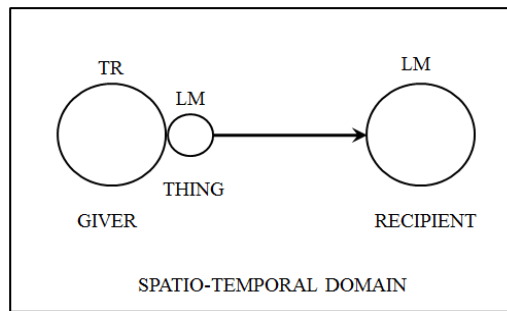 TR
LM
LM
THING
GIVER
RECIPIENT
SPATIO-TEMPORAL DOMAIN